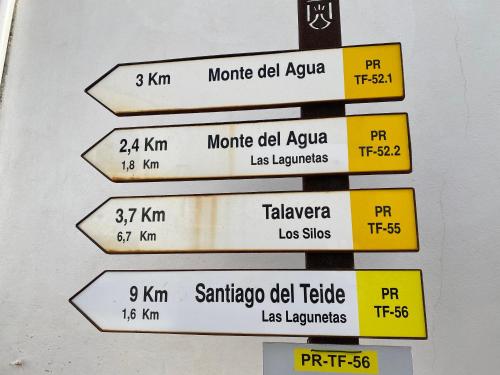 3 Km Monte del Agua PR
TF-52.1
2,4 Km Monte del Agua PR
1,8 Km Las Lagunetas TF-52.2
3,7 Km Talavera PR
6,7 Km Los Silos TF-55
9 Km Santiago del Teide PR
1,6 Km Las Lagunetas TF-56
PR-TF-56